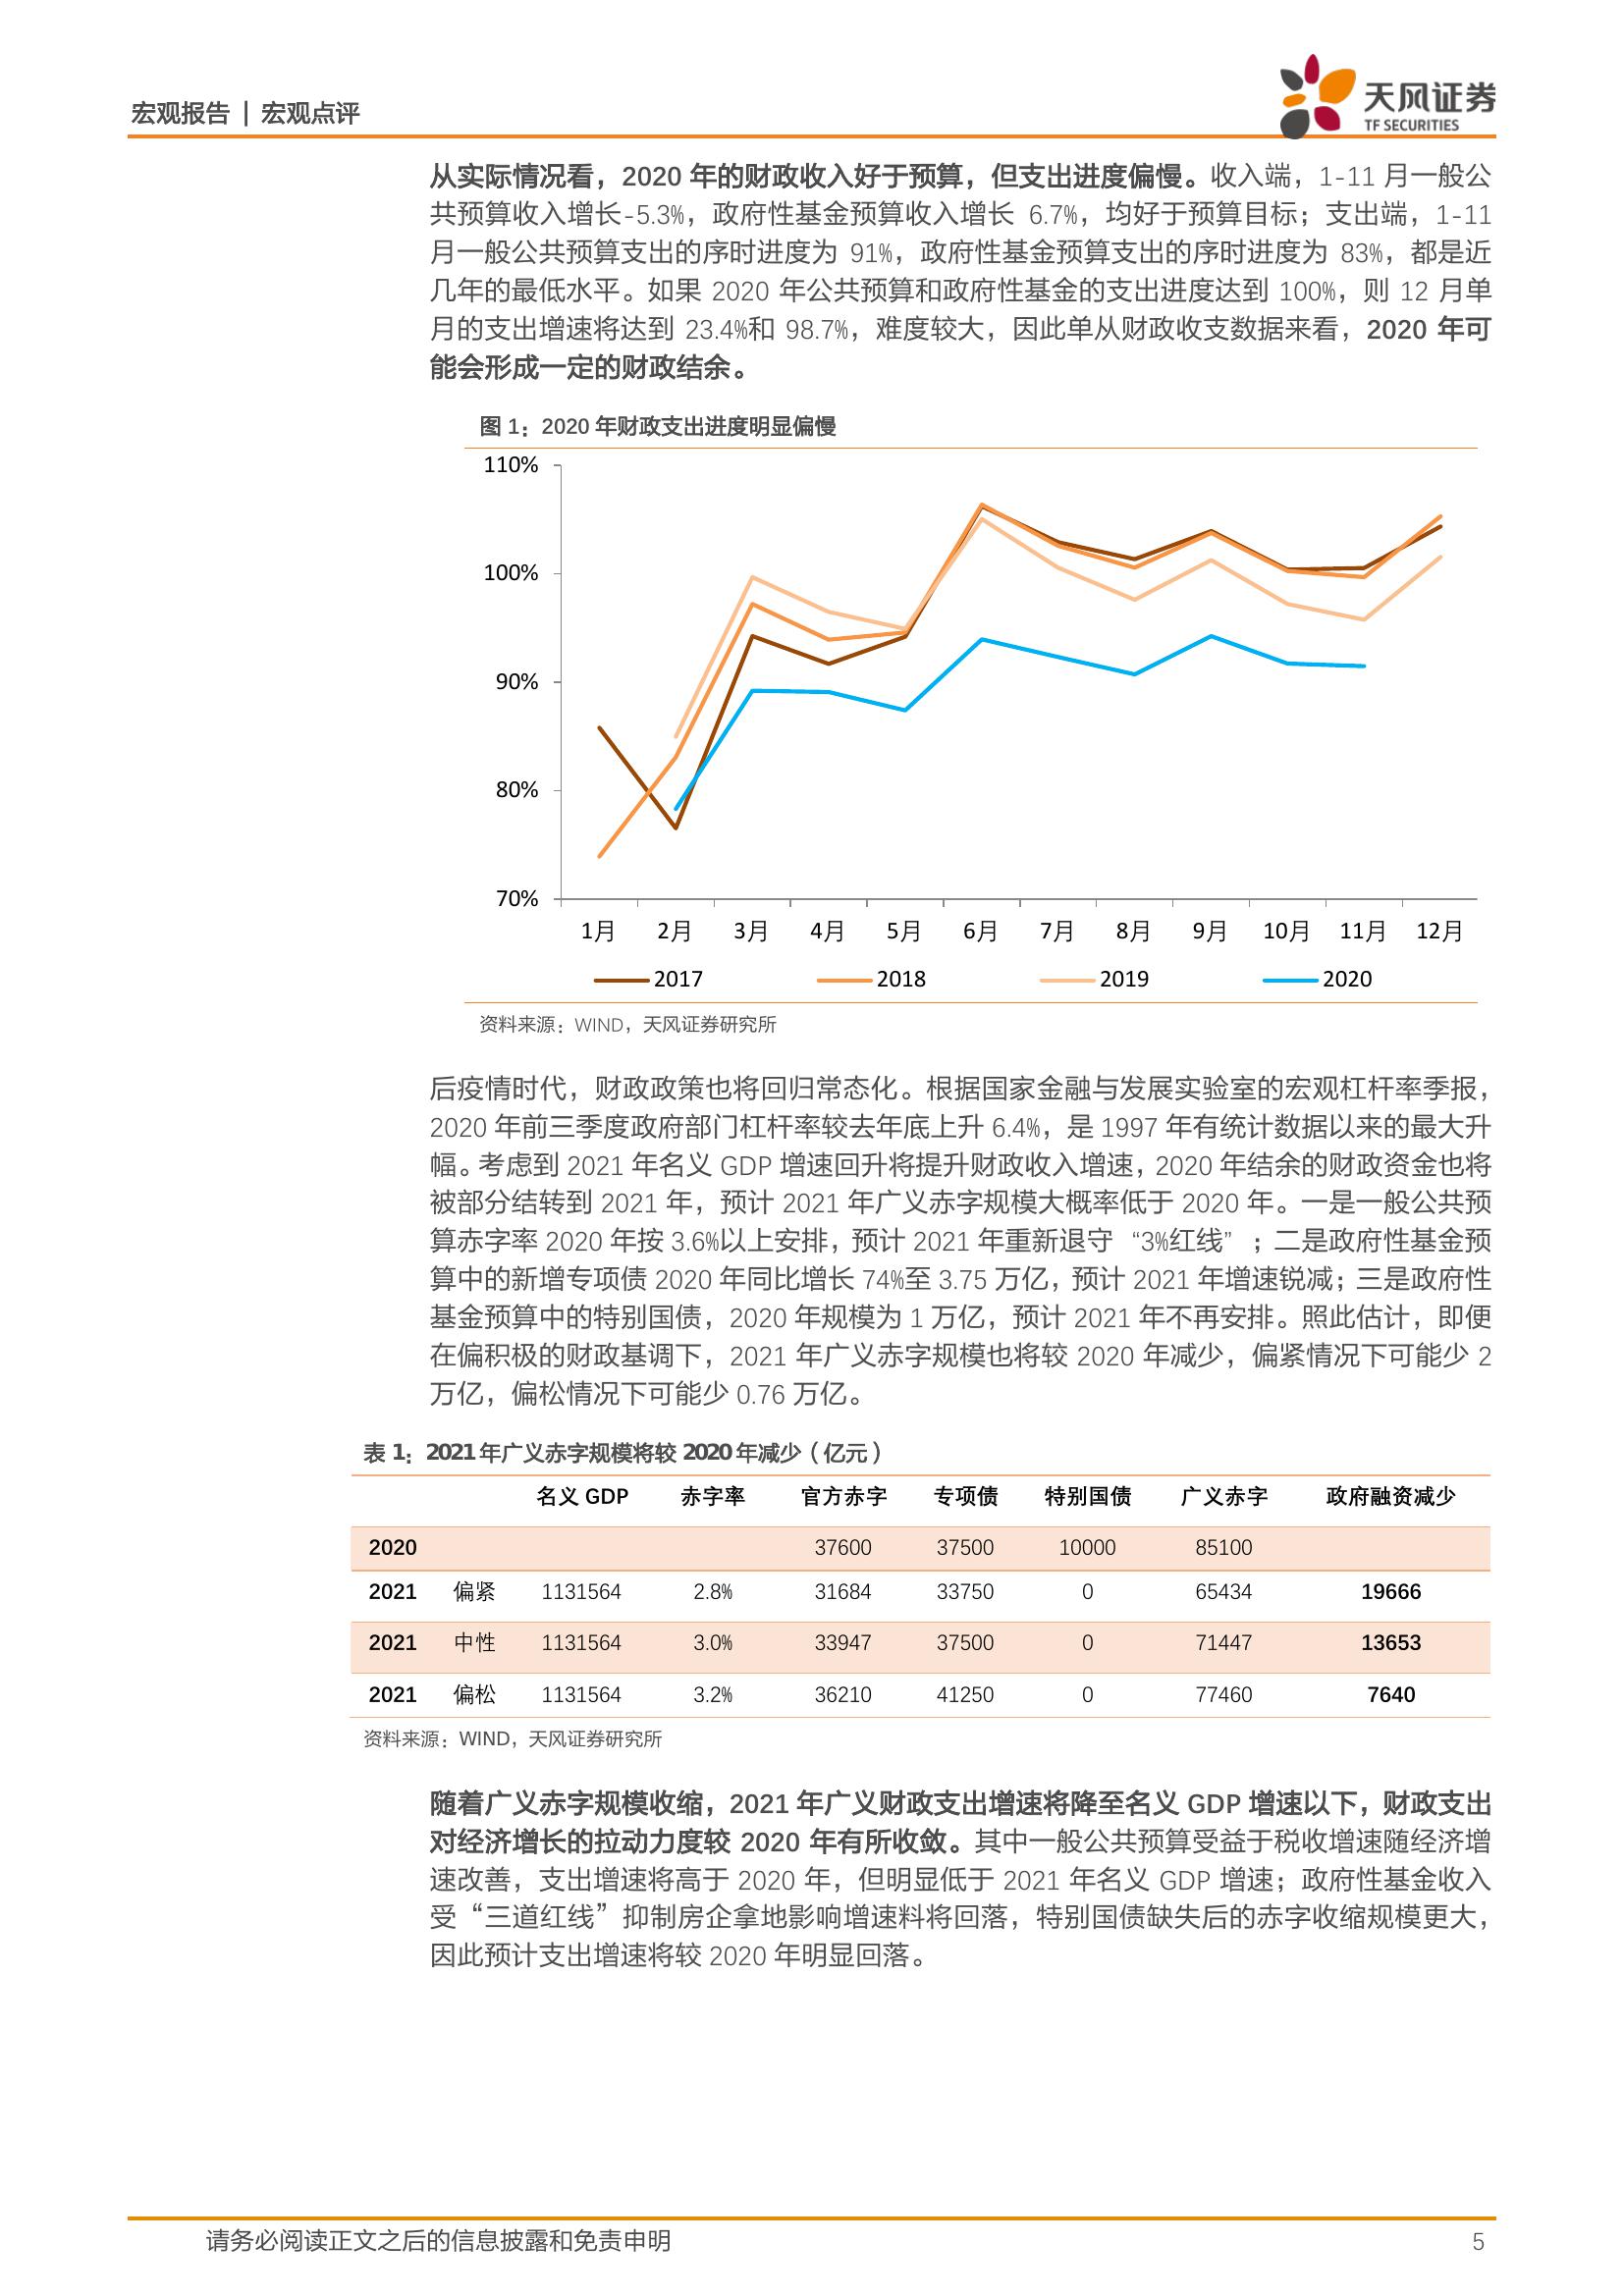 宏观报告 | 宏观点评
天风证券
TF SECURITIES
从实际情况看，2020 年的财政收入好于预算，但支出进度偏慢。收入端，1-11 月一般公
共预算收入增长-5.3%，政府性基金预算收入增长 6.7%，均好于预算目标；支出端，1-11
月一般公共预算支出的序时进度为 91%，政府性基金预算支出的序时进度为 83%，都是近
几年的最低水平。如果 2020 年公共预算和政府性基金的支出进度达到 100%，则 12 月单
月的支出增速将达到 23.4%和 98.7%，难度较大，因此单从财政收支数据来看，2020 年可
能会形成一定的财政结余。
图 1：2020 年财政支出进度明显偏慢
110%
100%
90%
80%
70%
1月 2月 3月 4月 5月 6月 7月 8月 9月 10月 11月 12月
2017 2018 2019 2020
资料来源：WIND，天风证券研究所
后疫情时代，财政政策也将回归常态化。根据国家金融与发展实验室的宏观杠杆率季报，
2020 年前三季度政府部门杠杆率较去年底上升 6.4%，是 1997 年有统计数据以来的最大升
幅。考虑到 2021 年名义 GDP 增速回升将提升财政收入增速，2020 年结余的财政资金也将
被部分结转到 2021 年，预计 2021 年广义赤字规模大概率低于 2020 年。一是一般公共预
算赤字率 2020 年按 3.6%以上安排，预计 2021 年重新退守 “3%红线” ；二是政府性基金预
算中的新增专项债 2020 年同比增长 74%至 3.75 万亿，预计 2021 年增速锐减；三是政府性
基金预算中的特别国债，2020 年规模为 1 万亿，预计 2021 年不再安排。照此估计，即便
在偏积极的财政基调下，2021 年广义赤字规模也将较 2020 年减少，偏紧情况下可能少 2
万亿，偏松情况下可能少 0.76 万亿。
表 1：2021 年广义赤字规模将较 2020 年减少（亿元）
名义 GDP 赤字率 官方赤字 专项债 特别国债 广义赤字 政府融资减少
2020 37600 37500 10000 85100
2021 偏紧 1131564 2.8% 31684 33750 0 65434 19666
2021 中性 1131564 3.0% 33947 37500 0 71447 13653
2021 偏松 1131564 3.2% 36210 41250 0 77460 7640
资料来源：WIND，天风证券研究所
随着广义赤字规模收缩，2021 年广义财政支出增速将降至名义 GDP 增速以下，财政支出
对经济增长的拉动力度较 2020 年有所收敛。其中一般公共预算受益于税收增速随经济增
速改善，支出增速将高于 2020 年，但明显低于 2021 年名义 GDP 增速；政府性基金收入
受“三道红线”抑制房企拿地影响增速料将回落，特别国债缺失后的赤字收缩规模更大，
因此预计支出增速将较 2020 年明显回落。
请务必阅读正文之后的信息披露和免责申明 5